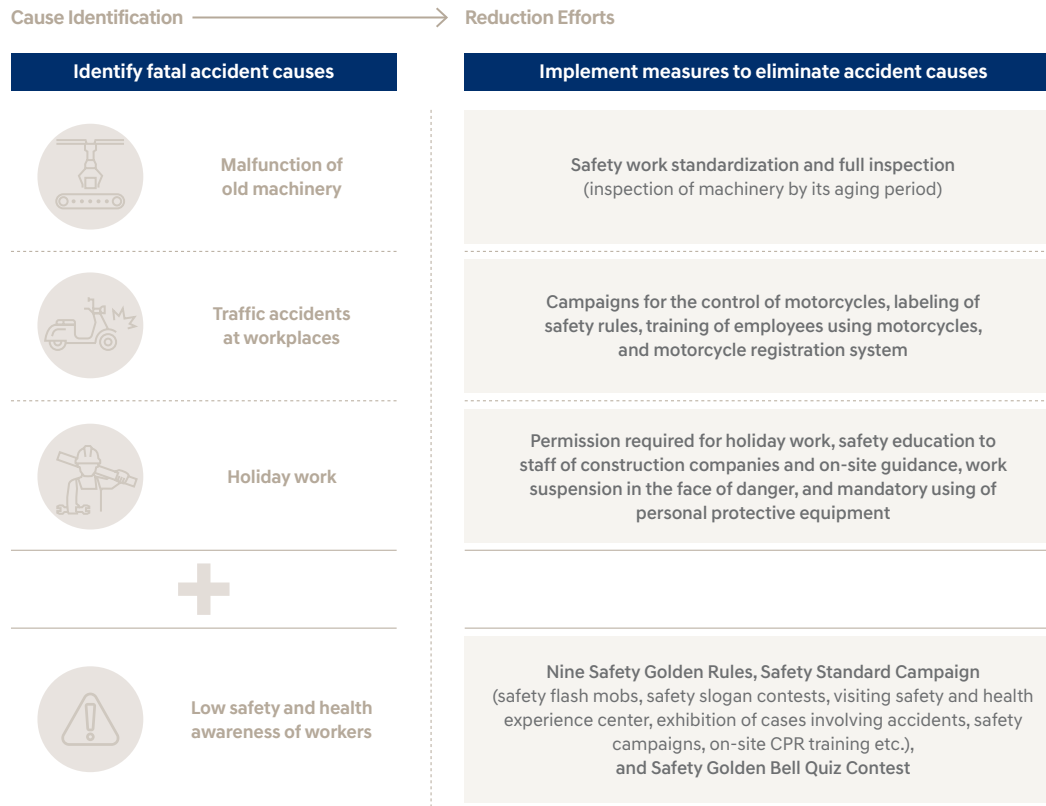 Cause Identification
Reduction Efforts
Identify fatal accident causes
Implement measures to eliminate accident causes
Malfunction of
old machinery
Safety work standardization and full inspection
(inspection of machinery by its aging period)
Traffic accidents
at workplaces
Campaigns for the control of motorcycles, labeling of
safety rules, training of employees using motorcycles,
and motorcycle registration system
Holiday work
Permission required for holiday work, safety education to
staff of construction companies and on-site guidance, work
suspension in the face of danger, and mandatory using of
personal protective equipment
Low safety and health
awareness of workers
Nine Safety Golden Rules, Safety Standard Campaign
(safety flash mobs, safety slogan contests, visiting safety and health
experience center, exhibition of cases involving accidents, safety
campaigns, on-site CPR training etc.),
and Safety Golden Bell Quiz Contest